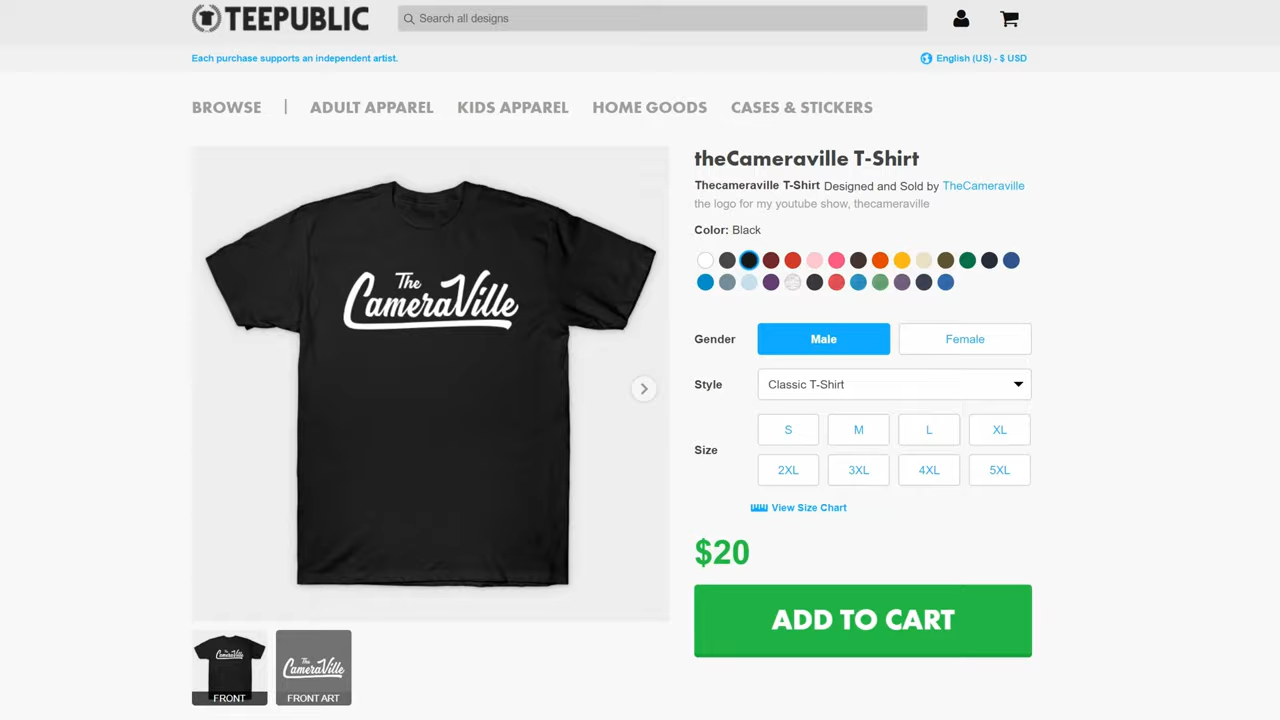 TEEPUBLIC
Search all designs
Each purchase supports an independent artist.
English (US) - $ USD
BROWSE | ADULT APPAREL KIDS APPAREL HOME GOODS CASES & STICKERS
The
CameraVille
theCameraville T-Shirt
Thecameraville T-Shirt Designed and Sold by TheCameraville
the logo for my youtube show, thecameraville
Color: Black
Gender Male Female
Style Classic T-Shirt
Size
S M L XL
2XL 3XL 4XL 5XL
View Size Chart
$20
ADD TO CART
The
CameraVille
FRONT
The
CameraVille
FRONT ART